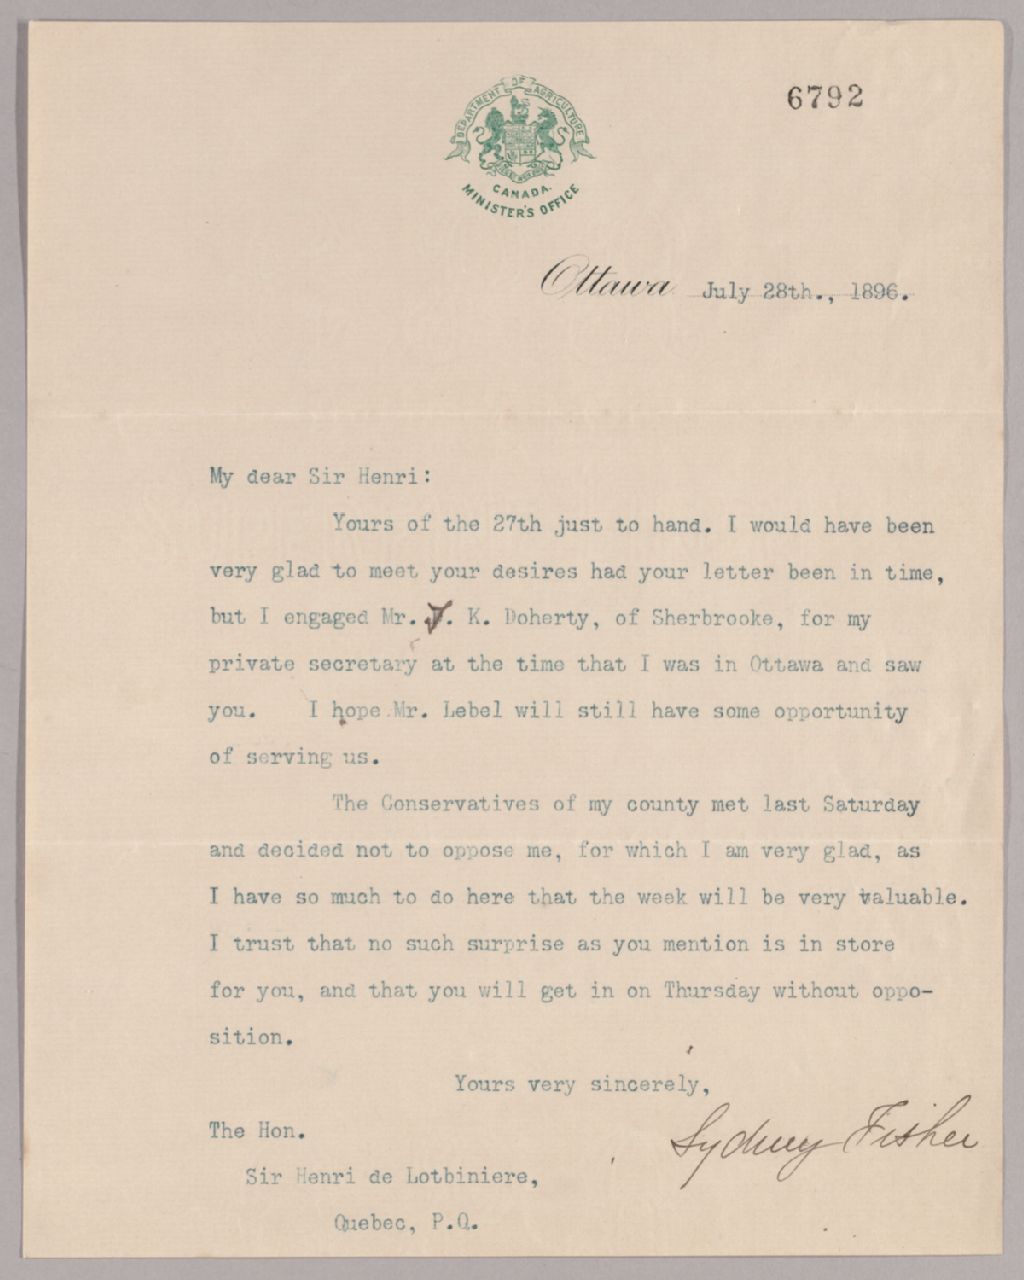 6792
DEPARTMENT OF AGRICULTURE
CANADA.
MINISTER'S OFFICE
Ottawa July 28th., 1896.
My dear Sir Henri:
Yours of the 27th just to hand. I would have been
very glad to meet your desires had your letter been in time,
but I engaged Mr. J. K. Doherty, of Sherbrooke, for my
private secretary at the time that I was in Ottawa and saw
you. I hope Mr. Lebel will still have some opportunity
of serving us.
The Conservatives of my county met last Saturday
and decided not to oppose me, for which I am very glad, as
I have so much to do here that the week will be very valuable.
I trust that no such surprise as you mention is in store
for you, and that you will get in on Thursday without oppo-
sition.
Yours very sincerely,
Sydney Fisher
The Hon.
Sir Henri de Lotbiniere,
Quebec, P.Q.